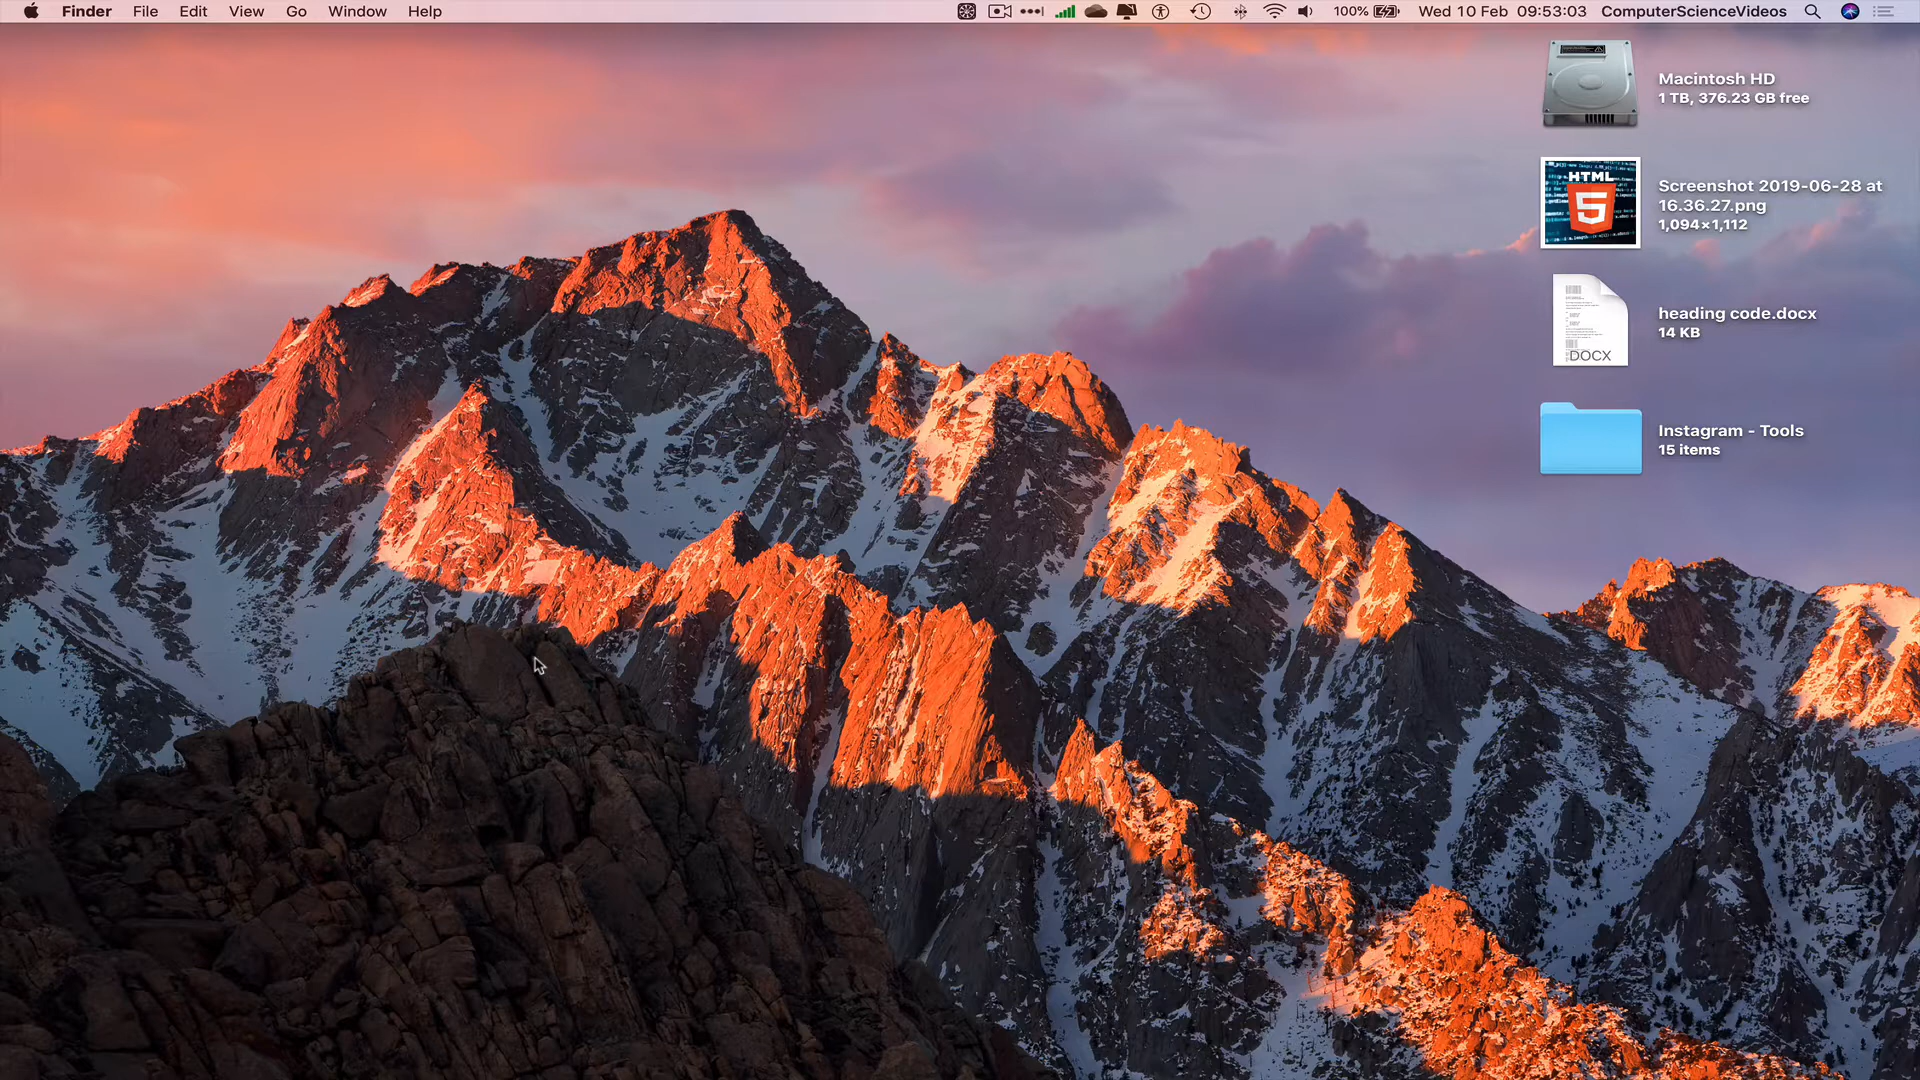 Finder File Edit View Go Window Help 100% Wed 10 Feb 09:53:03 ComputerScienceVideos
Macintosh HD
1 TB, 376.23 GB free
HTML
5
Screenshot 2019-06-28 at
16.36.27.png
1,094×1,112
heading code.docx
14 KB
DOCX
Instagram - Tools
15 items